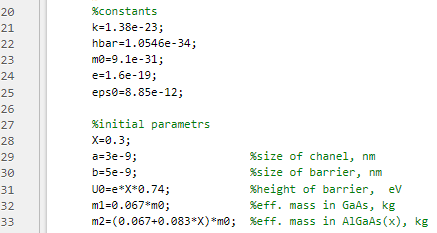 20 %constants
21 k=1.38e-23;
22 hbar=1.0546e-34;
23 m0=9.1e-31;
24 e=1.6e-19;
25 eps0=8.85e-12;
26
27 %initial parametrs
28 X=0.3;
29 a=3e-9; %size of chanel, nm
30 b=5e-9; %size of barrier, nm
31 U0=e*X*0.74; %height of barrier,  eV
32 m1=0.067*m0; %eff. mass in GaAs, kg
33 m2=(0.067+0.083*X)*m0; %eff. mass in AlGaAs(x), kg